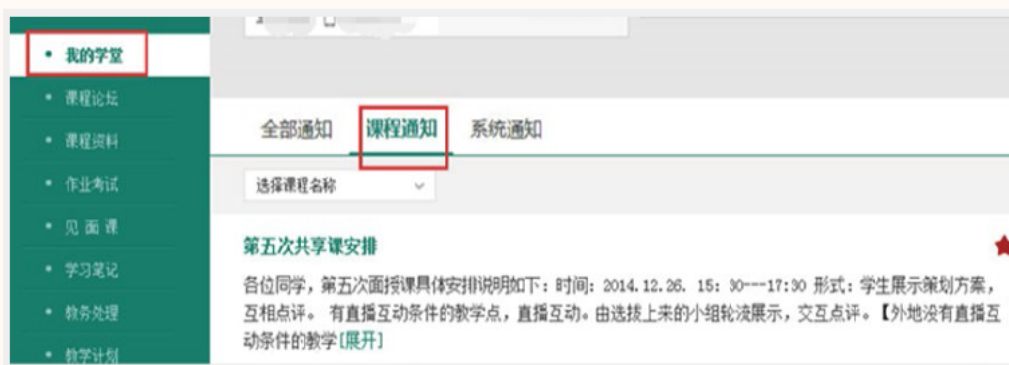 我的学堂
课程论坛
课程资料
作业考试
见面课
学习笔记
教务处理
教学计划
全部通知 课程通知 系统通知
选择课程名称
第五次共享课安排
各位同学，第五次面授课具体安排说明如下：时间：2014.12.26. 15：30---17:30 形式：学生展示策划方案，
互相点评。 有直播互动条件的教学点，直播互动。由选拔上来的小组轮流展示，交互点评。【外地没有直播互
动条件的教学[展开]